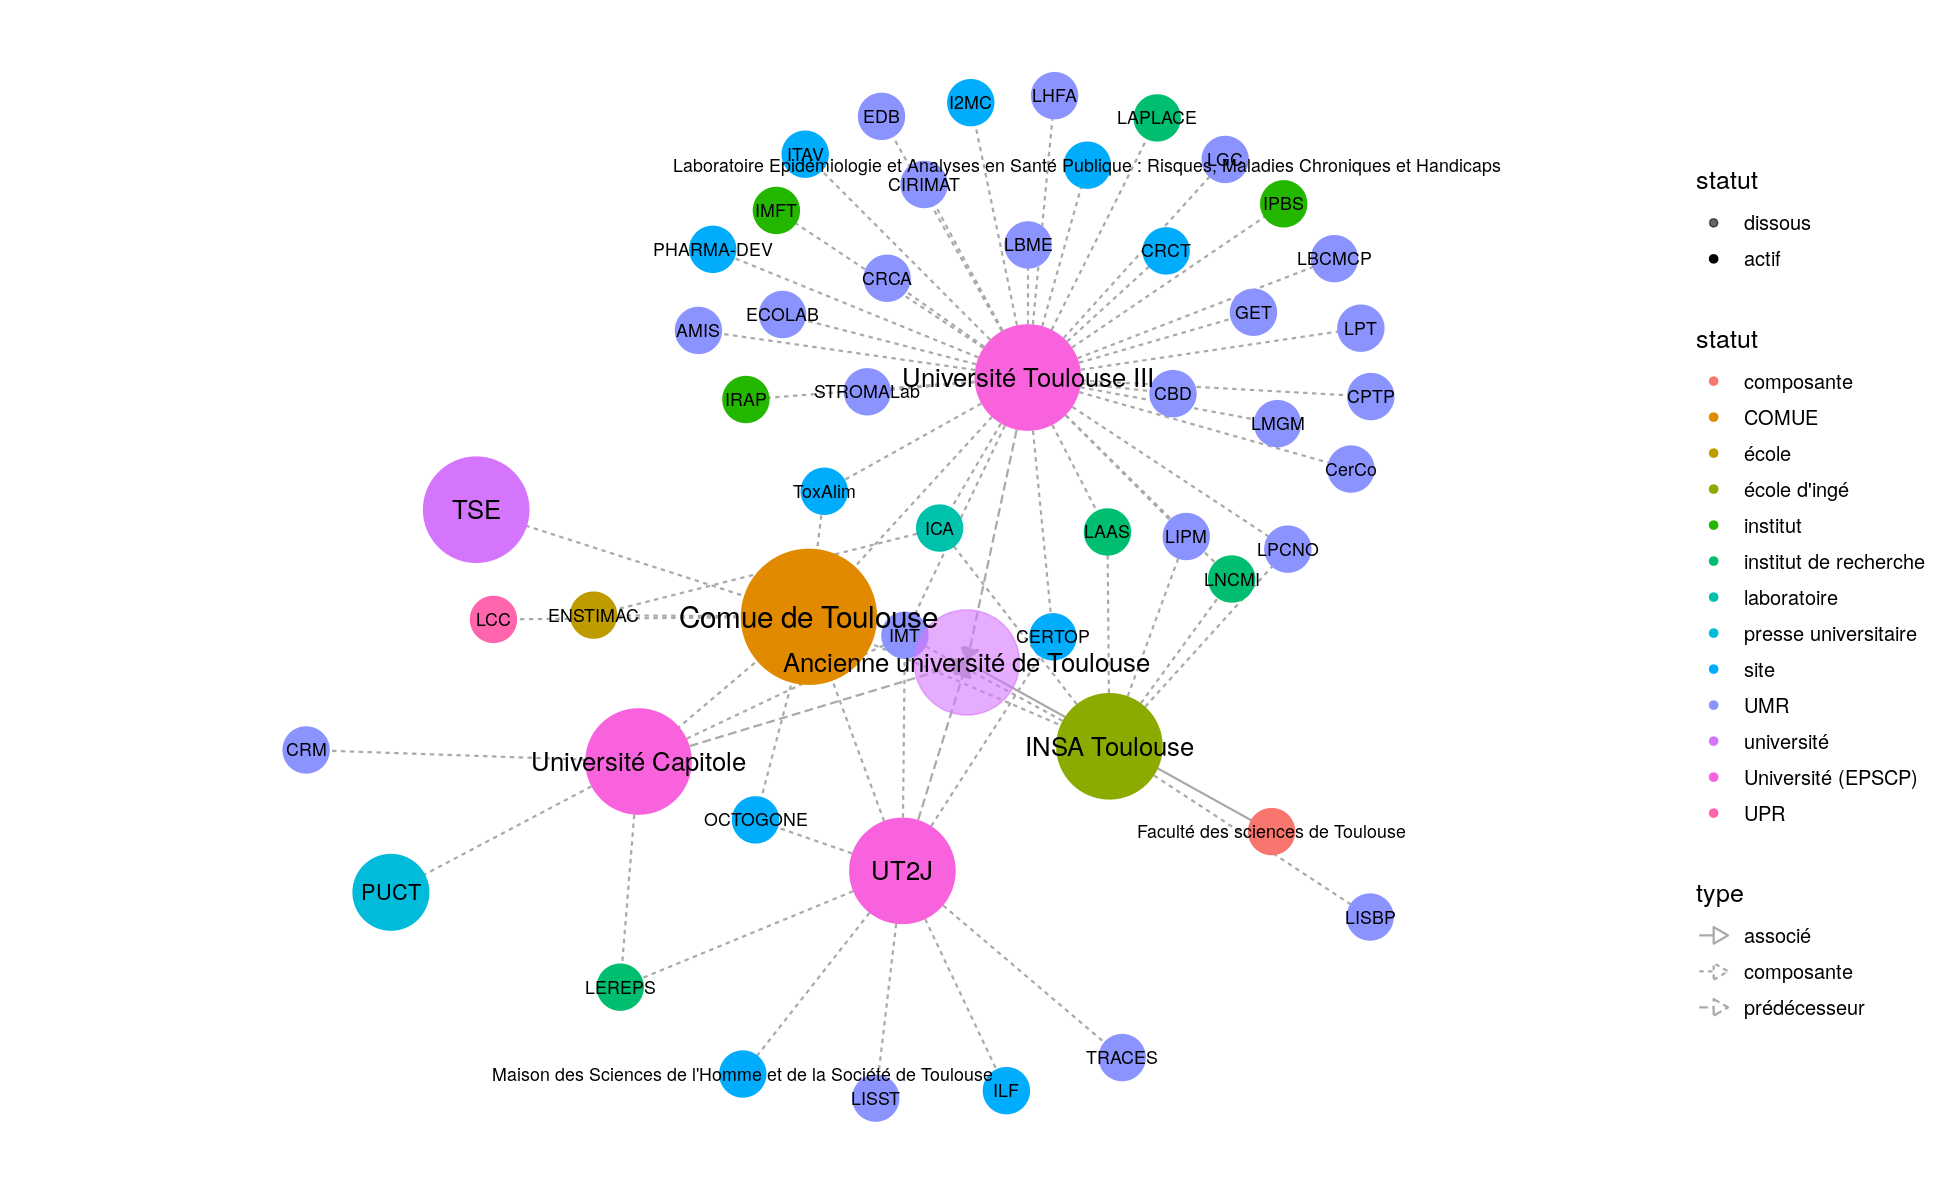 LHFA
I2MC
EDB
LAPLACE
ITAV
LGC
Laboratoire Epidémiologie et Analyses en Santé Publique : Risques, Maladies Chroniques et Handicaps
CIRIMAT
IPBS
IMFT
LBME
PHARMA-DEV
CRCT
LBCMCP
CRCA
GET
ECOLAB
LPT
AMIS
Université Toulouse III
STROMALab
CBD
CPTP
IRAP
LMGM
CerCo
ToxAlim
TSE
ICA
LAAS
LIPM
LPCNO
LNCMI
ENSTIMAC
Comue de Toulouse
LCC
IMT
CERTOP
Ancienne université de Toulouse
INSA Toulouse
CRM
Université Capitole
OCTOGONE
Faculté des sciences de Toulouse
UT2J
PUCT
LISBP
LEREPS
TRACES
Maison des Sciences de l'Homme et de la Société de Toulouse
ILF
LISST
statut
dissous
actif
statut
composante
COMUE
école
école d'ingé
institut
institut de recherche
laboratoire
presse universitaire
site
UMR
université
Université (EPSCP)
UPR
type
associé
composante
prédécesseur